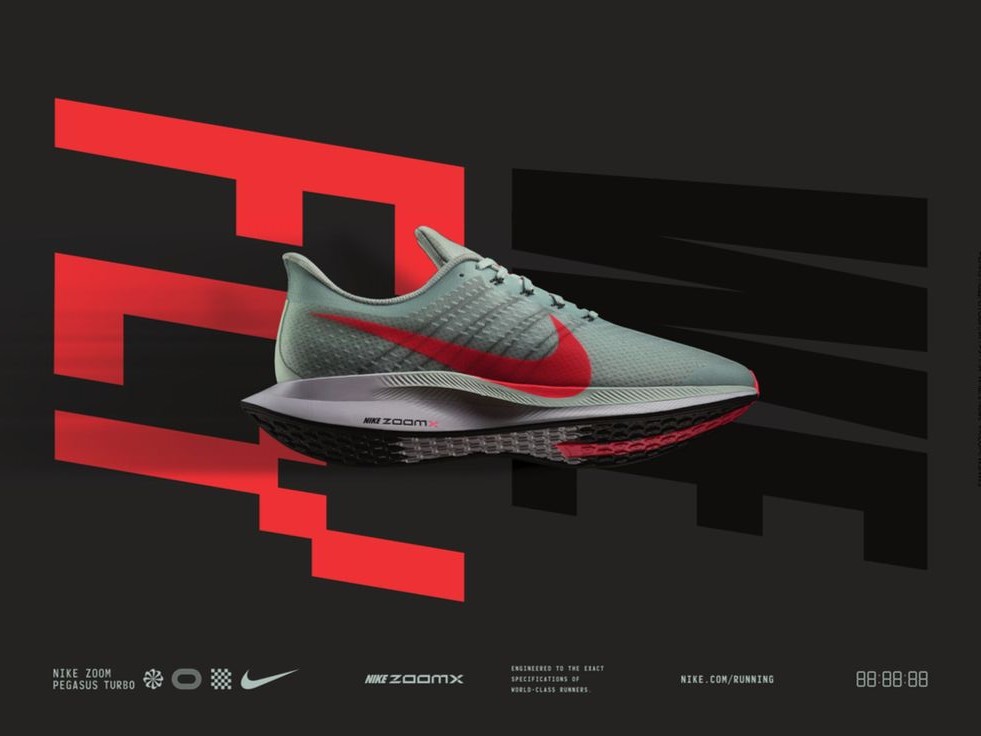 NIKE ZOOMX
NIKE ZOOM
PEGASUS TURBO
NIKE ZOOMX
ENGINEERED TO THE EXACT
SPECIFICATIONS OF
WORLD-CLASS RUNNERS.
NIKE.COM/RUNNING
88:88:88